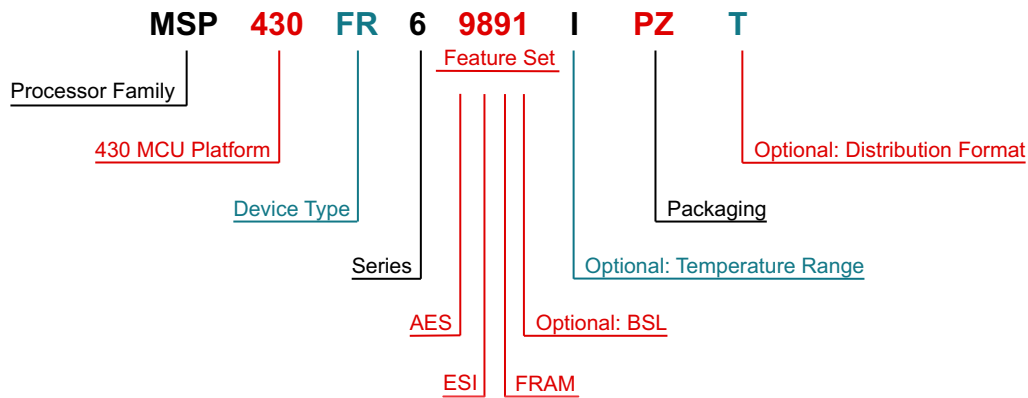 MSP 430 FR 6 9891 I PZ T
Feature Set
Processor Family
430 MCU Platform
Optional: Distribution Format
Device Type
Packaging
Series
Optional: Temperature Range
AES
Optional: BSL
ESI
FRAM